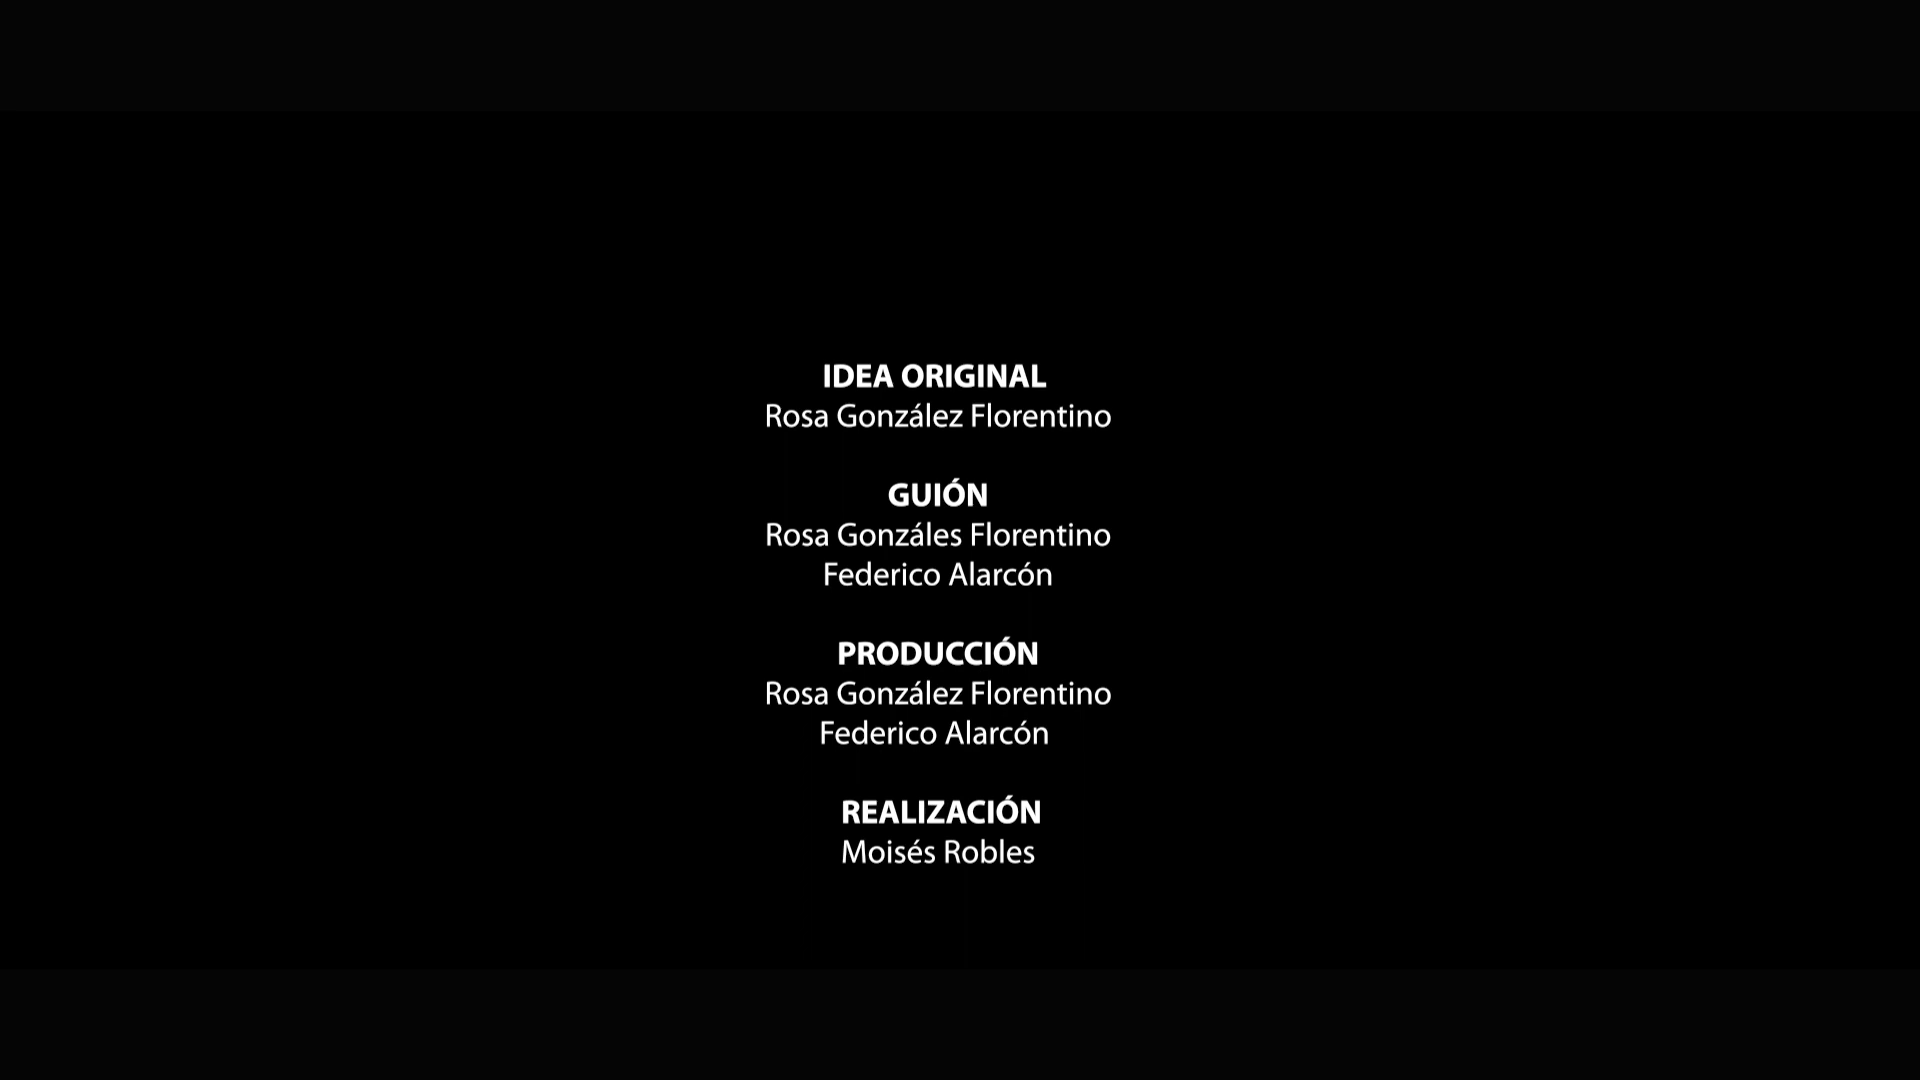 IDEA ORIGINAL
Rosa González Florentino
GUIÓN
Rosa Gonzáles Florentino
Federico Alarcón
PRODUCCIÓN
Rosa González Florentino
Federico Alarcón
REALIZACIÓN
Moisés Robles